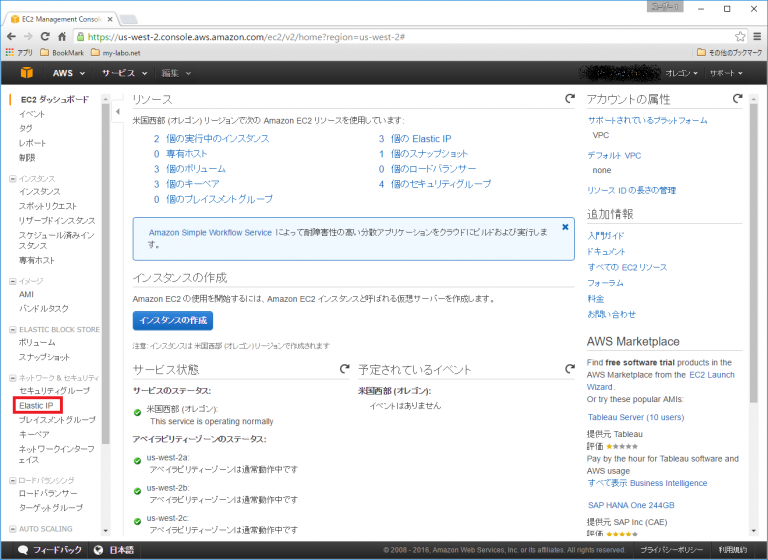 ユーザー1
EC2 Management Consol
https://us-west-2.console.aws.amazon.com/ec2/v2/home?region=us-west-2#
アプリ BookMark my-labo.net その他のブックマーク
AWS サービス 編集 オレゴン サポート
EC2 ダッシュボード
イベント
タグ
レポート
制限
インスタンス
インスタンス
スポットリクエスト
リザーブドインスタンス
スケジュール済みイン
スタンス
専有ホスト
イメージ
AMI
バンドルタスク
ELASTIC BLOCK STORE
ボリューム
スナップショット
ネットワーク & セキュリティ
セキュリティグループ
Elastic IP
プレイスメントグループ
キーペア
ネットワークインターフ
ェイス
ロードバランシング
ロードバランサー
ターゲットグループ
AUTO SCALING
リソース
米国西部 (オレゴン) リージョンで次の Amazon EC2 リソースを使用しています:
2 個の実行中のインスタンス
3 個の Elastic IP
0 専有ホスト
1 個のスナップショット
3 個のボリューム
0 個のロードバランサー
3 個のキーペア
4 個のセキュリティグループ
0 個のプレイスメントグループ
Amazon Simple Workflow Service によって耐障害性の高い分散アプリケーションをクラウドにビルドおよび実行しま
す。
インスタンスの作成
Amazon EC2 の使用を開始するには、Amazon EC2 インスタンスと呼ばれる仮想サーバーを作成します。
インスタンスの作成
注意: インスタンスは 米国西部 (オレゴン) リージョンで作成されます
サービス状態
サービスのステータス:
米国西部 (オレゴン):
This service is operating normally
アベイラビリティーゾーンのステータス:
us-west-2a:
アベイラビリティーゾーンは通常動作中です
us-west-2b:
アベイラビリティーゾーンは通常動作中です
us-west-2c:
アベイラビリティーゾーンは通常動作中です
予定されているイベント
米国西部 (オレゴン):
イベントはありません
アカウントの属性
サポートされているプラットフォーム
VPC
デフォルト VPC
none
リソース ID の長さの管理
追加情報
入門ガイド
ドキュメント
すべての EC2 リソース
フォーラム
料金
お問い合わせ
AWS Marketplace
Find free software trial products in the
AWS Marketplace from the EC2 Launch
Wizard.
Or try these popular AMIs:
Tableau Server (10 users)
提供元 Tableau
評価
Pay by the hour for Tableau software and
AWS usage
すべて表示 Business Intelligence
SAP HANA One 244GB
提供元 SAP Inc (CAE)
評価
フィードバック 日本語 © 2008 - 2016, Amazon Web Services, Inc. or its affiliates. All rights reserved. プライバシーポリシー 利用規約